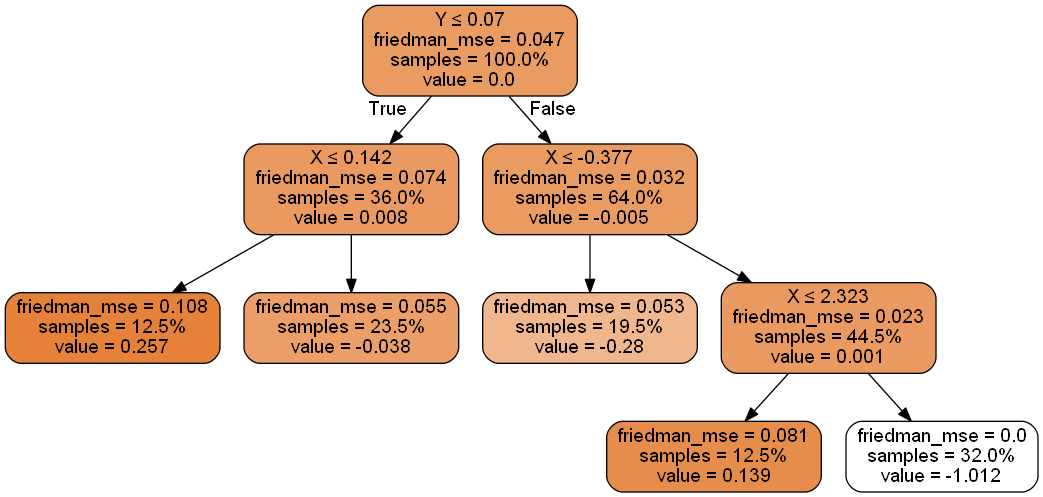 Y ≤ 0.07
friedman_mse = 0.047
samples = 100.0%
value = 0.0
True
False
X ≤ 0.142
friedman_mse = 0.074
samples = 36.0%
value = 0.008
X ≤ -0.377
friedman_mse = 0.032
samples = 64.0%
value = -0.005
friedman_mse = 0.108
samples = 12.5%
value = 0.257
friedman_mse = 0.055
samples = 23.5%
value = -0.038
friedman_mse = 0.053
samples = 19.5%
value = -0.28
X ≤ 2.323
friedman_mse = 0.023
samples = 44.5%
value = 0.001
friedman_mse = 0.081
samples = 12.5%
value = 0.139
friedman_mse = 0.0
samples = 32.0%
value = -1.012